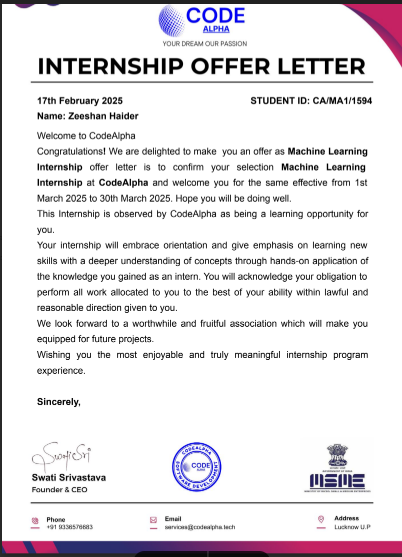 CODE
ALPHA
YOUR DREAM OUR PASSION
INTERNSHIP OFFER LETTER
17th February 2025 STUDENT ID: CA/MA1/1594
Name: Zeeshan Haider
Welcome to CodeAlpha
Congratulations! We are delighted to make you an offer as Machine Learning
Internship offer letter is to confirm your selection Machine Learning
Internship at CodeAlpha and welcome you for the same effective from 1st
March 2025 to 30th March 2025. Hope you will be doing well.
This Internship is observed by CodeAlpha as being a learning opportunity for
you.
Your internship will embrace orientation and give emphasis on learning new
skills with a deeper understanding of concepts through hands-on application of
the knowledge you gained as an intern. You will acknowledge your obligation to
perform all work allocated to you to the best of your ability within lawful and
reasonable direction given to you.
We look forward to a worthwhile and fruitful association which will make you
equipped for future projects.
Wishing you the most enjoyable and truly meaningful internship program
experience.
Sincerely,
Swati Srivastava
Founder & CEO
CODEALPHA
CODE
ALPHA
SOFTWARE DEVELOPMENT
MSME
Phone
+91 9336576683
Email
services@codealpha.tech
Address
Lucknow U.P